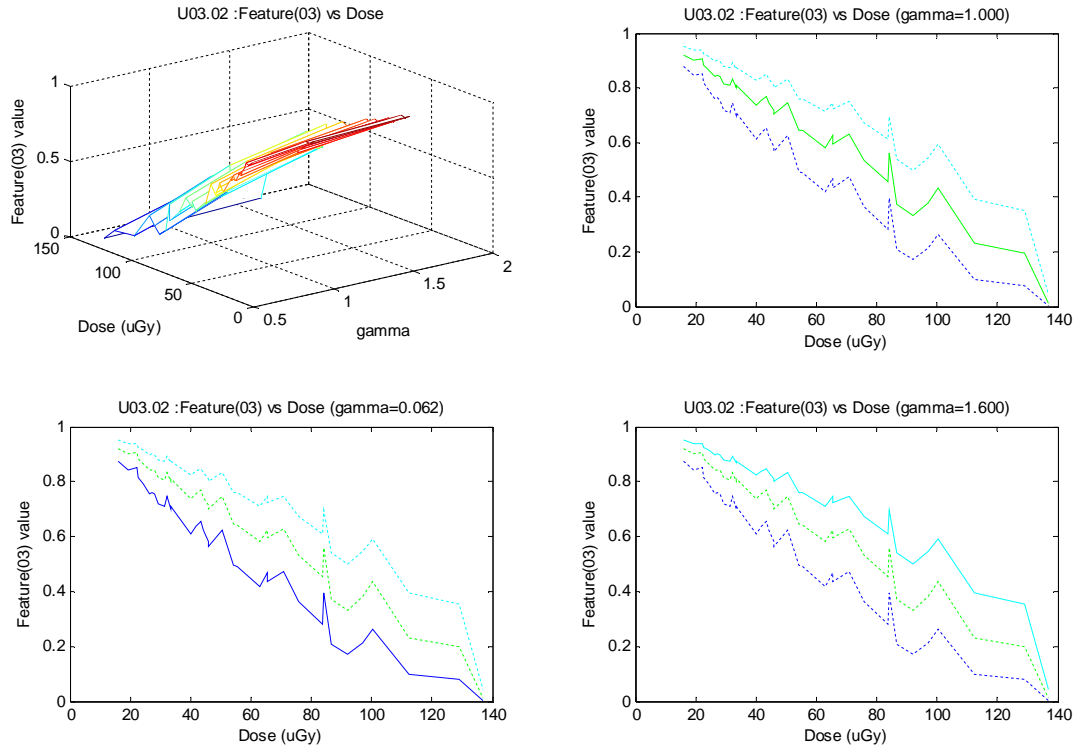 U03.02 :Feature(03) vs Dose
Feature(03) value
1
0.5
0
150
100
50
0
Dose (uGy)
0.5
1
1.5
2
gamma
U03.02 :Feature(03) vs Dose (gamma=1.000)
Feature(03) value
1
0.8
0.6
0.4
0.2
0
0 20 40 60 80 100 120 140
Dose (uGy)
U03.02 :Feature(03) vs Dose (gamma=0.062)
Feature(03) value
1
0.8
0.6
0.4
0.2
0
0 20 40 60 80 100 120 140
Dose (uGy)
U03.02 :Feature(03) vs Dose (gamma=1.600)
Feature(03) value
1
0.8
0.6
0.4
0.2
0
0 20 40 60 80 100 120 140
Dose (uGy)